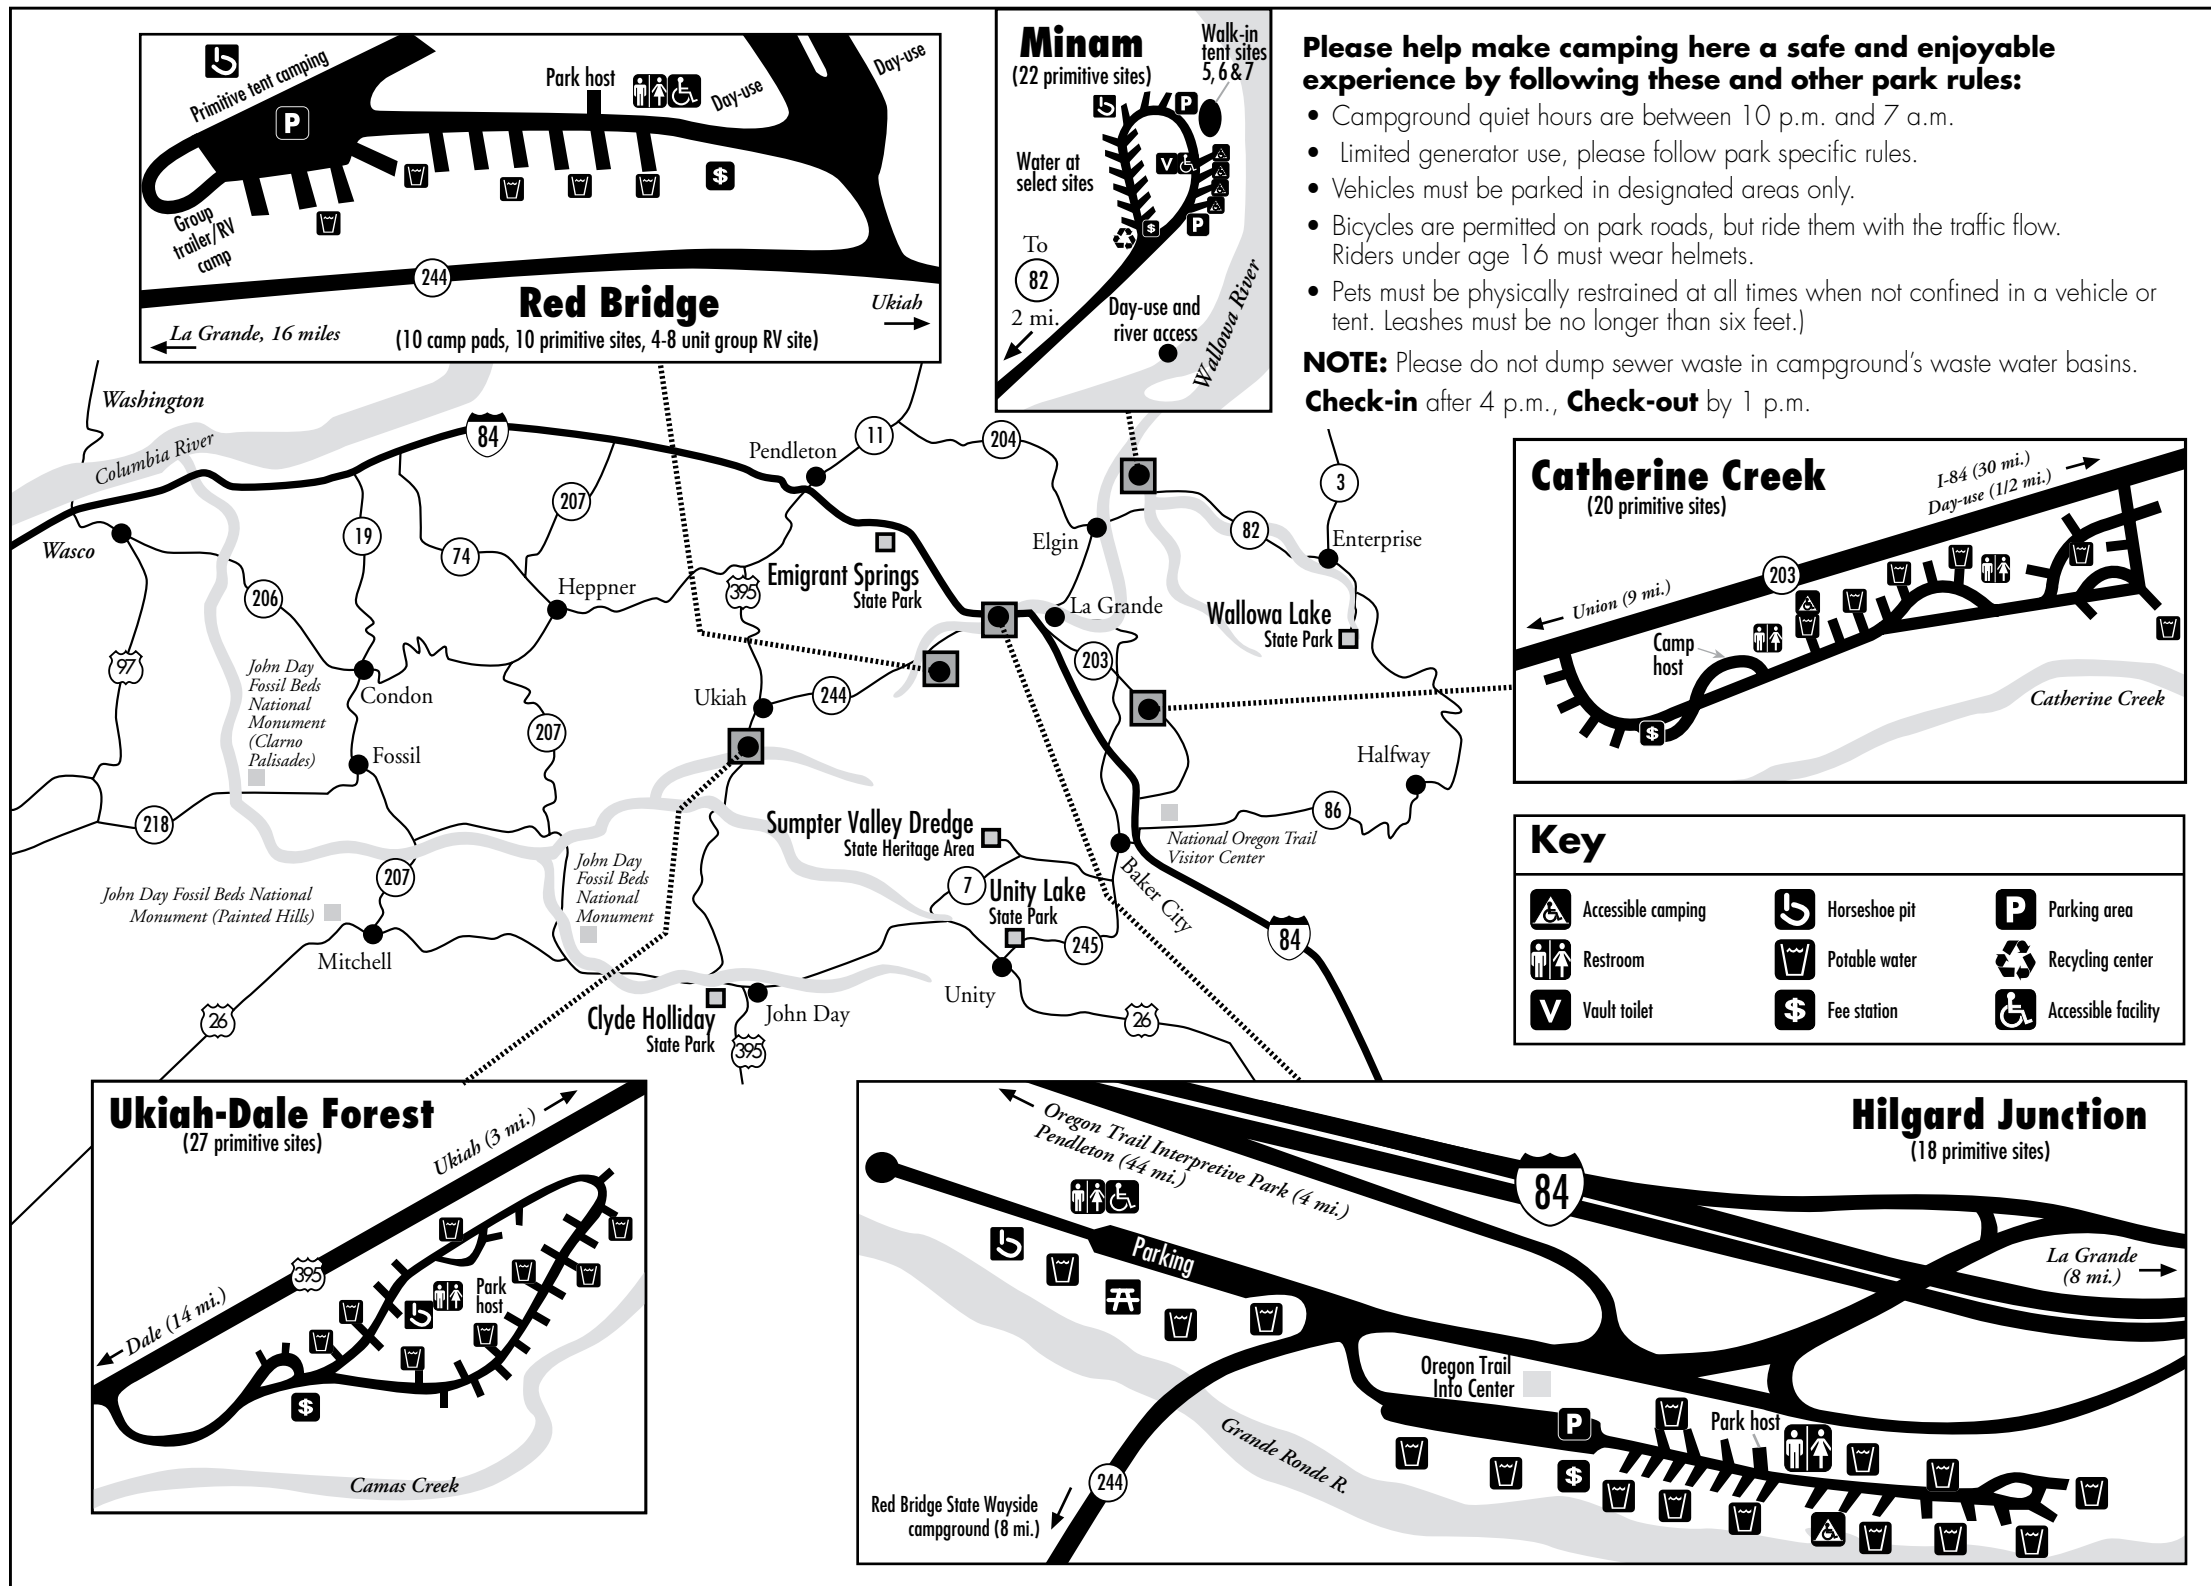 Primitive tent camping
P
Park host
Day-use
Day-use
$
Group
trailer/RV
camp
244
Red Bridge
Ukiah
La Grande, 16 miles
(10 camp pads, 10 primitive sites, 4-8 unit group RV site)
Minam
(22 primitive sites)
Walk-in
tent sites
5, 6 & 7
P
Water at
select sites
V
$
P
To
82
2 mi.
Day-use and
river access
Wallowa River
Please help make camping here a safe and enjoyable
experience by following these and other park rules:
• Campground quiet hours are between 10 p.m. and 7 a.m.
• Limited generator use, please follow park specific rules.
• Vehicles must be parked in designated areas only.
• Bicycles are permitted on park roads, but ride them with the traffic flow.
Riders under age 16 must wear helmets.
• Pets must be physically restrained at all times when not confined in a vehicle or
tent. Leashes must be no longer than six feet.)
NOTE: Please do not dump sewer waste in campground's waste water basins.
Check-in after 4 p.m., Check-out by 1 p.m.
Washington
Columbia River
84
Pendleton
11
204
3
207
19
74
Wasco
Elgin
82
Enterprise
Heppner
206
395
Emigrant Springs
State Park
La Grande
Wallowa Lake
State Park
97
John Day
Fossil Beds
National
Monument
(Clarno
Palisades)
Condon
203
Ukiah
244
207
Fossil
Halfway
218
86
Sumpter Valley Dredge
State Heritage Area
National Oregon Trail
Visitor Center
Baker City
207
John Day
Fossil Beds
National
Monument
7
Unity Lake
State Park
John Day Fossil Beds National
Monument (Painted Hills)
Mitchell
245
84
Unity
26
Clyde Holliday
State Park
John Day
395
26
Catherine Creek
(20 primitive sites)
I-84 (30 mi.)
Day-use (1/2 mi.)
203
Union (9 mi.)
Camp
host
$
Catherine Creek
Key
Accessible camping
Horseshoe pit
P
Parking area
Restroom
Potable water
Recycling center
V
Vault toilet
$
Fee station
Accessible facility
Ukiah-Dale Forest
(27 primitive sites)
Ukiah (3 mi.)
395
Park
host
Dale (14 mi.)
$
Camas Creek
Hilgard Junction
(18 primitive sites)
Oregon Trail Interpretive Park (4 mi.)
Pendleton (44 mi.)
84
Parking
La Grande
(8 mi.)
Oregon Trail
Info Center
P
Park host
Grande Ronde R.
$
244
Red Bridge State Wayside
campground (8 mi.)